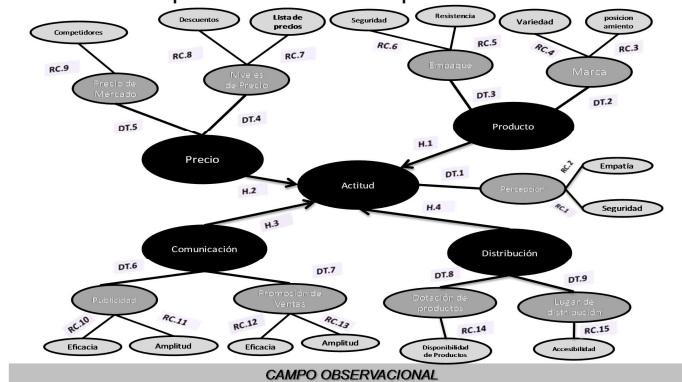 Competidores
Descuentos
Lista de
precios
Seguridad
Resistencia
Variedad
posicion
amiento
RC.9
RC.8
RC.7
RC.6
RC.5
RC.4
RC.3
Precio de
Mercado
Niveles
de Precio
Empaque
Marca
DT.5
DT.4
DT.3
DT.2
Precio
Producto
H.1
H.2
Actitud
DT.1
Percepción
RC.2
Empatía
RC.1
Seguridad
H.3
H.4
Comunicación
Distribución
DT.6
DT.7
DT.8
DT.9
Publicidad
Promoción de
Ventas
Dotación de
productos
Lugar de
distribución
RC.10
RC.11
RC.12
RC.13
RC.14
RC.15
Eficacia
Amplitud
Eficacia
Amplitud
Disponibilidad
de Productos
Accesibilidad
CAMPO OBSERVACIONAL